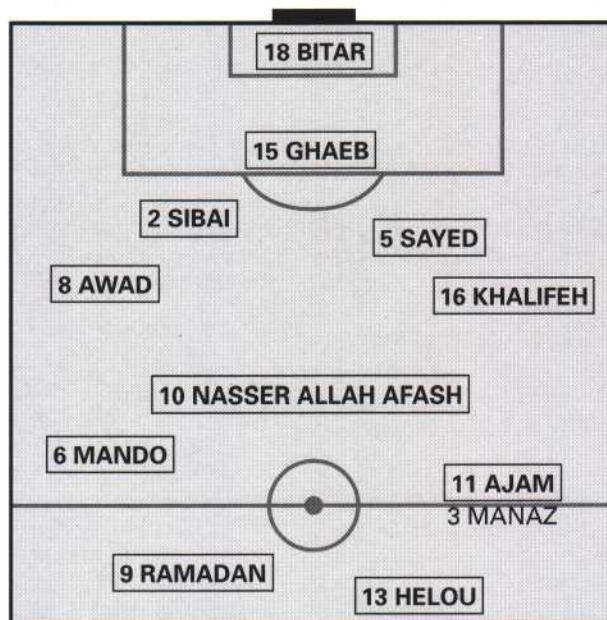 18 BITAR
15 GHAEB
2 SIBAI
5 SAYED
8 AWAD
16 KHALIFEH
10 NASSER ALLAH AFASH
6 MANDO
11 AJAM
3 MANAZ
9 RAMADAN
13 HELOU